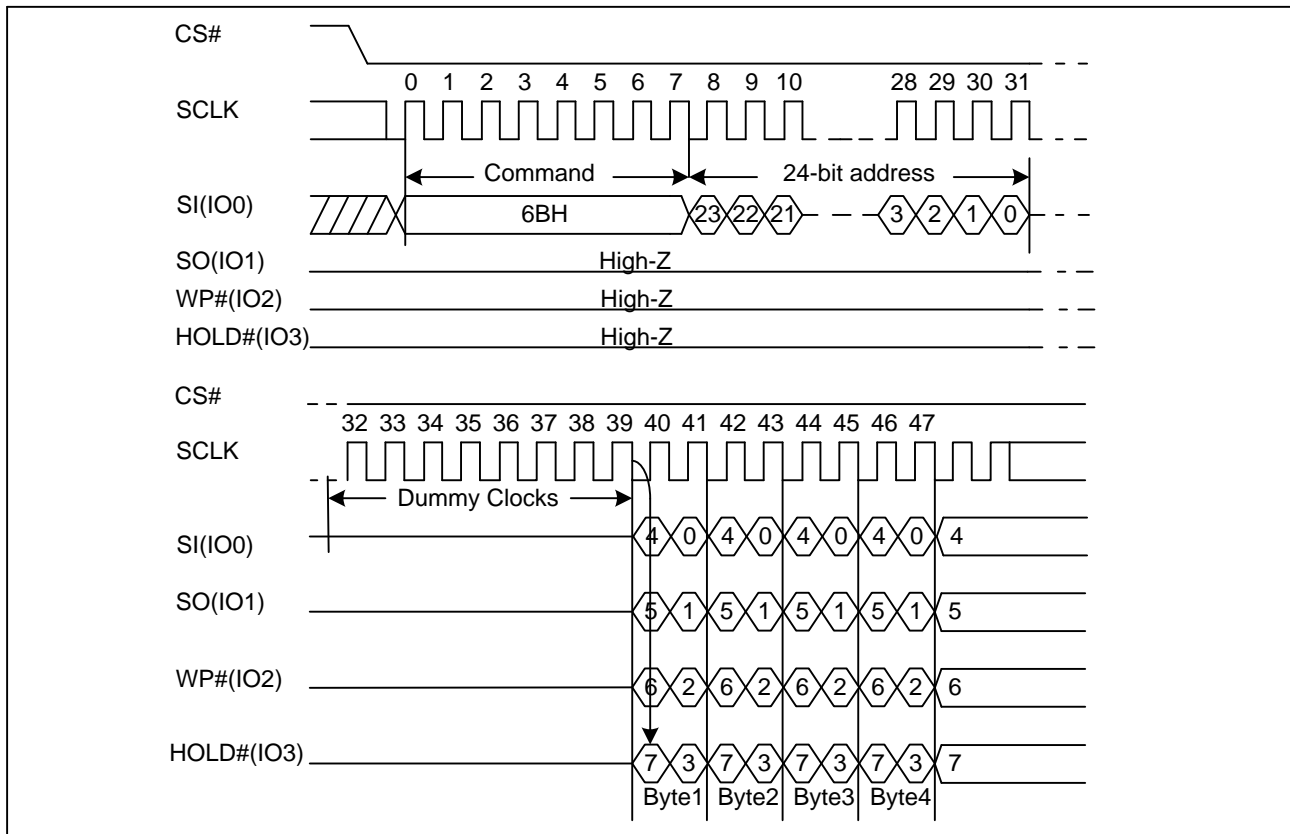 CS#
0 1 2 3 4 5 6 7 8 9 10 28 29 30 31
SCLK
Command 24-bit address
SI(IO0) 6BH 23 22 21 3 2 1 0
SO(IO1) High-Z
WP#(IO2) High-Z
HOLD#(IO3) High-Z
CS#
32 33 34 35 36 37 38 39 40 41 42 43 44 45 46 47
SCLK
Dummy Clocks
SI(IO0) 4 0 4 0 4 0 4 0 4
SO(IO1) 5 1 5 1 5 1 5 1 5
WP#(IO2) 6 2 6 2 6 2 6 2 6
HOLD#(IO3) 7 3 7 3 7 3 7 3 7
Byte1 Byte2 Byte3 Byte4